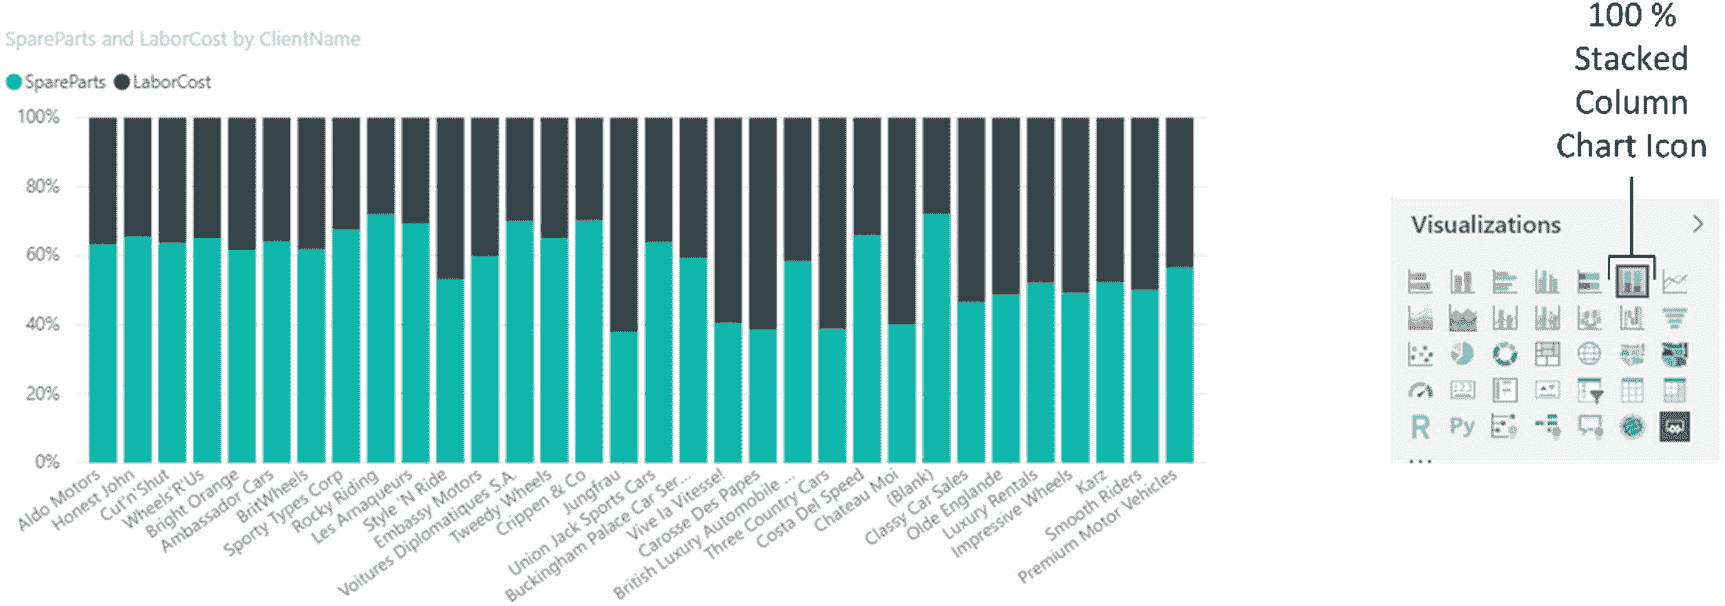 SpareParts and LaborCost by ClientName
SpareParts LaborCost
100%
80%
60%
40%
20%
0%
Aldo Motors
Honest John
Cut'n'Shut
Wheels'R'Us
Bright Orange
Ambassador Cars
BritWheels
Sporty Types Corp
Rocky Riding
Les Arnaqueurs
Style 'N Ride
Embassy Motors
Voitures Diplomatiques S.A.
Tweedy Wheels
Crippen & Co
Jungfrau
Union Jack Sports Cars
Buckingham Palace Car Ser...
Vive la Vitesse!
Carosse Des Papes
British Luxury Automobile ...
Three Country Cars
Costa Del Speed
Chateau Moi
(Blank)
Classy Car Sales
Olde Englande
Luxury Rentals
Impressive Wheels
Karz
Smooth Riders
Premium Motor Vehicles
100 %
Stacked
Column
Chart Icon
Visualizations
123
R Py
...